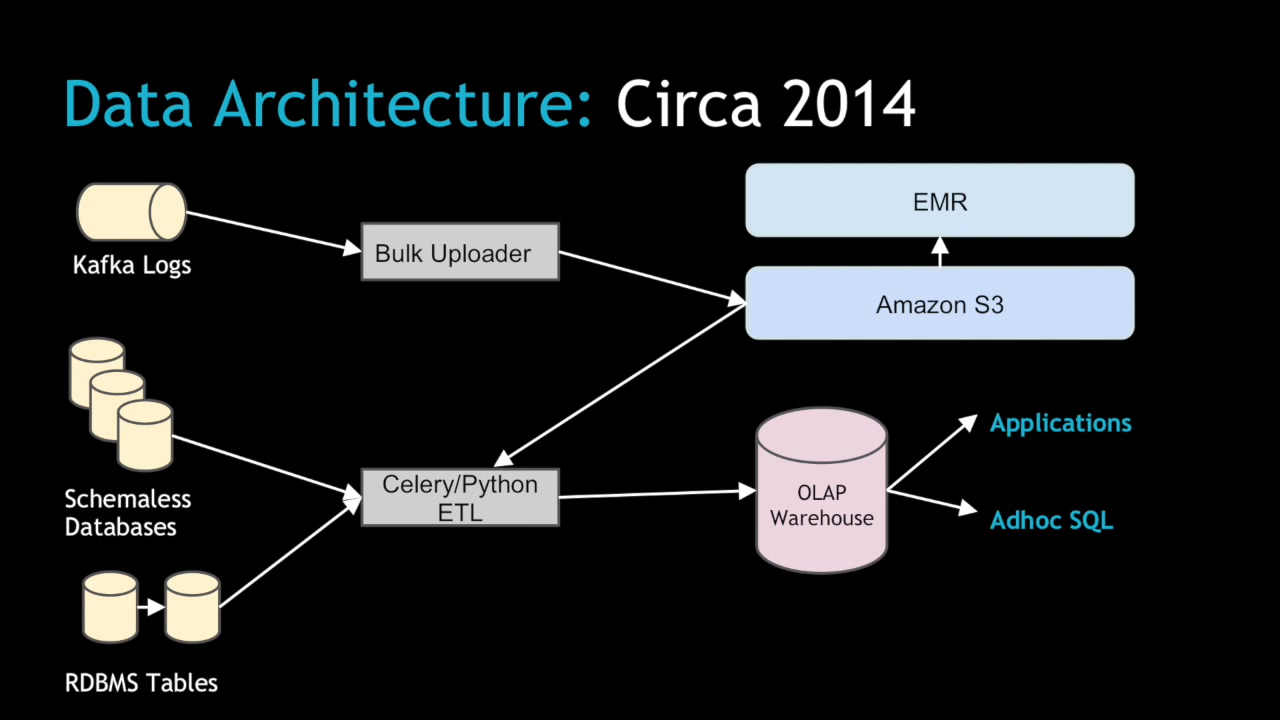 Data Architecture: Circa 2014
EMR
Kafka Logs
Bulk Uploader
Amazon S3
Schemaless
Databases
Celery/Python
ETL
OLAP
Warehouse
Applications
Adhoc SQL
RDBMS Tables